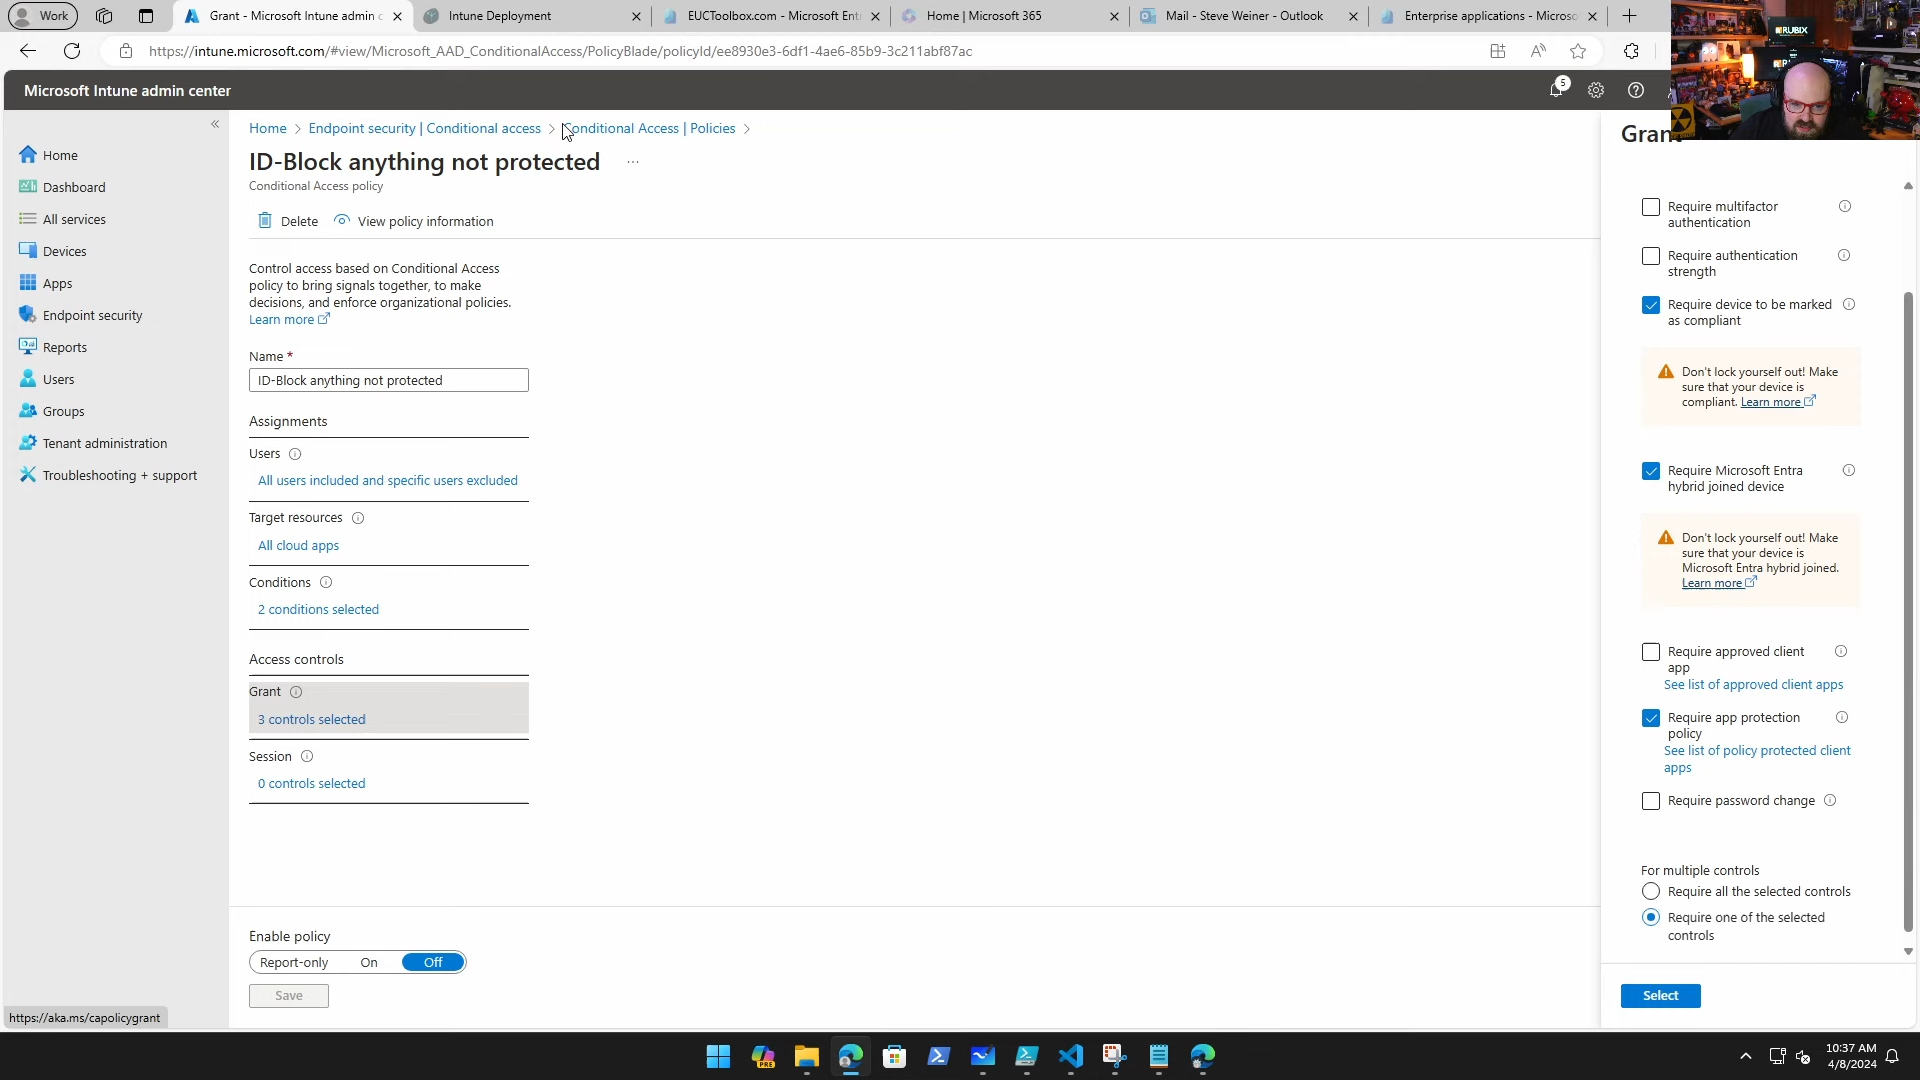 Work
Grant - Microsoft Intune admin c
Intune Deployment
EUCToolbox.com - Microsoft Ent
Home | Microsoft 365
Mail - Steve Weiner - Outlook
Enterprise applications - Microso
https://intune.microsoft.com/#view/Microsoft_AAD_ConditionalAccess/PolicyBlade/policyId/ee8930e3-6df1-4ae6-85b9-3c211abf87ac
RUBIX
Microsoft Intune admin center
5
Home > Endpoint security | Conditional access > Conditional Access | Policies >
ID-Block anything not protected ...
Conditional Access policy
Delete
View policy information
Home
Dashboard
All services
Devices
Apps
Endpoint security
Reports
Users
Groups
Tenant administration
Troubleshooting + support
Control access based on Conditional Access
policy to bring signals together, to make
decisions, and enforce organizational policies.
Learn more
Name *
ID-Block anything not protected
Assignments
Users
All users included and specific users excluded
Target resources
All cloud apps
Conditions
2 conditions selected
Access controls
Grant
3 controls selected
Session
0 controls selected
Enable policy
Report-only
On
Off
Save
Grant
Require multifactor
authentication
Require authentication
strength
Require device to be marked
as compliant
Don't lock yourself out! Make
sure that your device is
compliant. Learn more
Require Microsoft Entra
hybrid joined device
Don't lock yourself out! Make
sure that your device is
Microsoft Entra hybrid joined.
Learn more
Require approved client
app
See list of approved client apps
Require app protection
policy
See list of policy protected client
apps
Require password change
For multiple controls
Require all the selected controls
Require one of the selected
controls
Select
https://aka.ms/capolicygrant
PRE
10:37 AM
4/8/2024